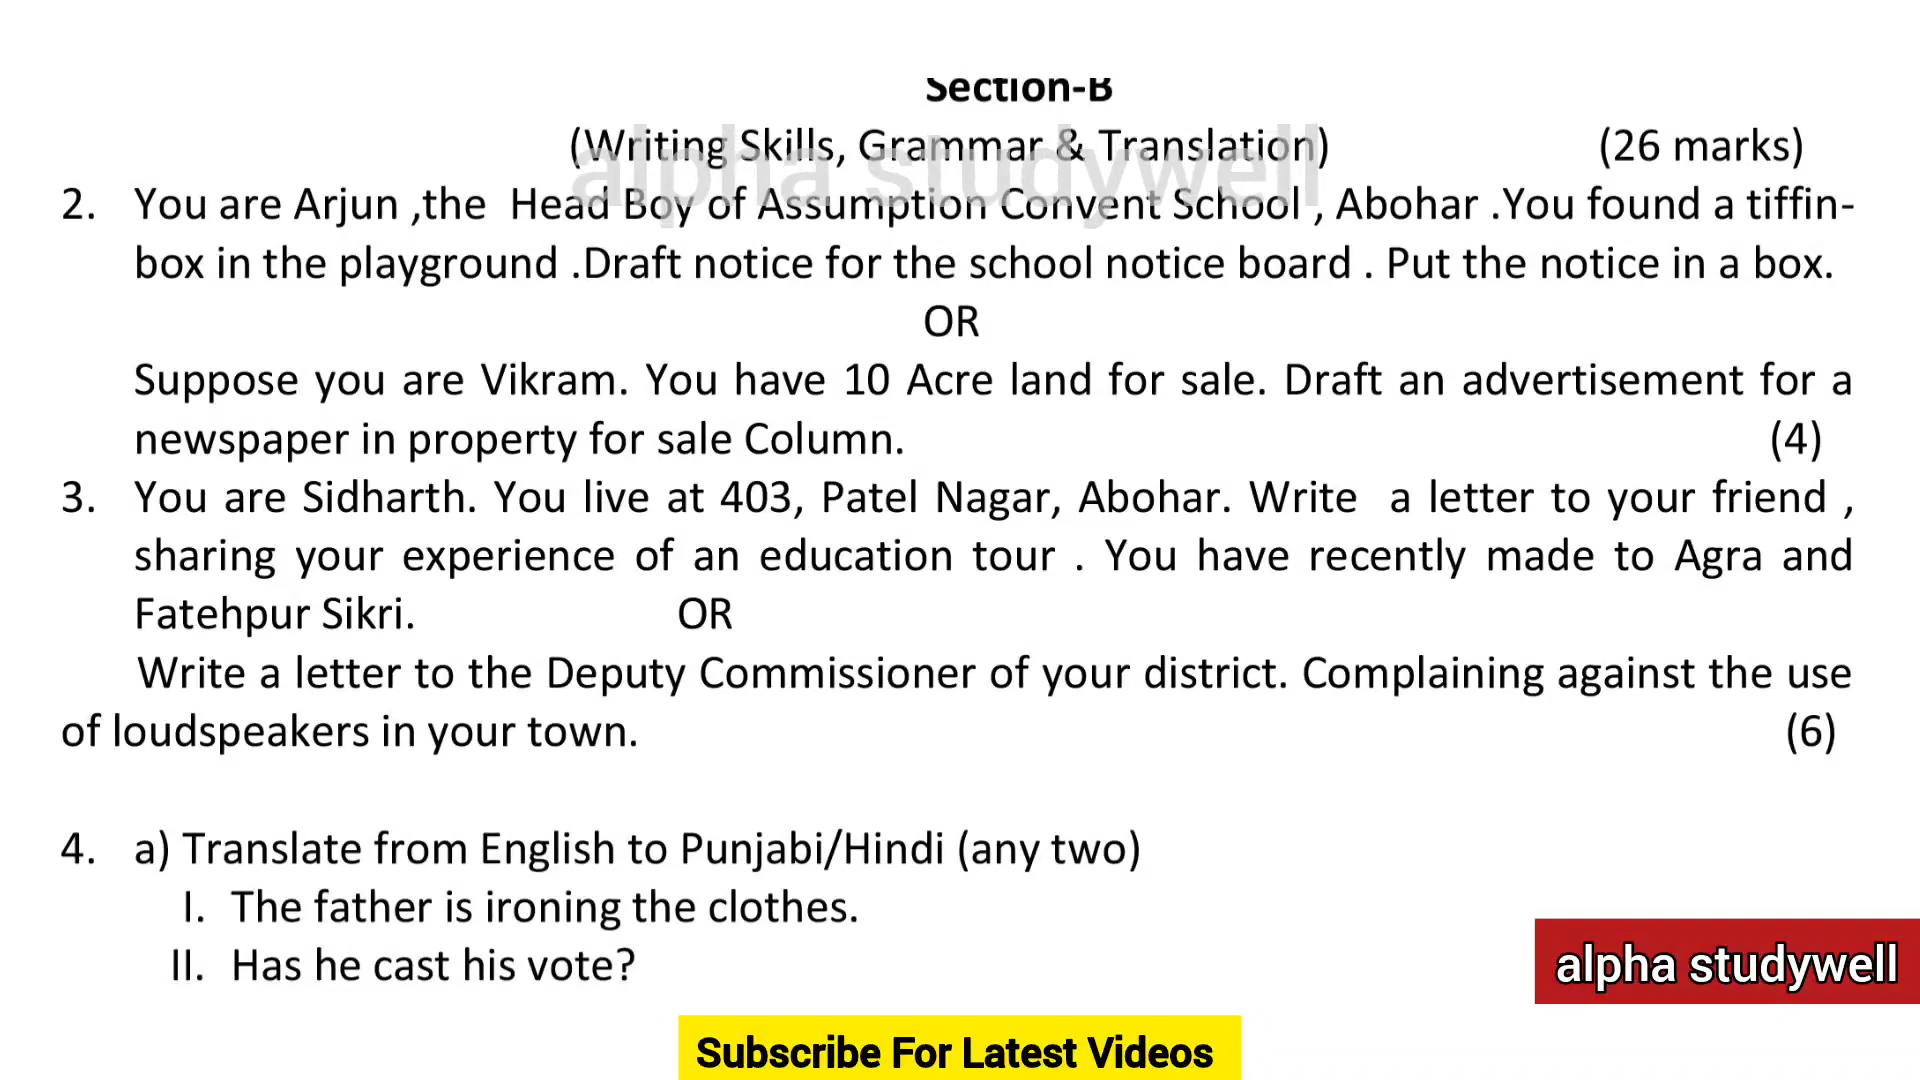 Section-B
(Writing Skills, Grammar & Translation) (26 marks)
alpha studywell
2. You are Arjun ,the Head Boy of Assumption Convent School , Abohar .You found a tiffin-
box in the playground .Draft notice for the school notice board . Put the notice in a box.
OR
Suppose you are Vikram. You have 10 Acre land for sale. Draft an advertisement for a
newspaper in property for sale Column. (4)
3. You are Sidharth. You live at 403, Patel Nagar, Abohar. Write a letter to your friend ,
sharing your experience of an education tour . You have recently made to Agra and
Fatehpur Sikri. OR
Write a letter to the Deputy Commissioner of your district. Complaining against the use
of loudspeakers in your town. (6)
4. a) Translate from English to Punjabi/Hindi (any two)
I. The father is ironing the clothes.
II. Has he cast his vote?
alpha studywell
Subscribe For Latest Videos